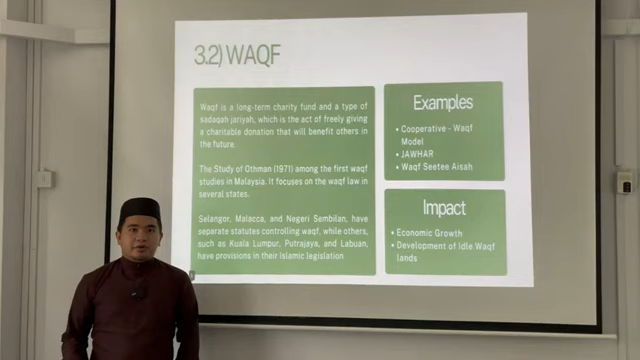 3.2) WAQF
Waqf is a long-term charity fund and a type of
sadaqah jariyah, which is the act of freely giving
a charitable donation that will benefit others in
the future.
The Study of Othman (1971) among the first waqf
studies in Malaysia. It focuses on the waqf law in
several states.
Selangor, Malacca, and Negeri Sembilan, have
separate statutes controlling waqf, while others,
such as Kuala Lumpur, Putrajaya, and Labuan,
have provisions in their Islamic legislation
Examples
• Cooperative - Waqf
Model
• JAWHAR
• Waqf Seetee Aisah
Impact
• Economic Growth
• Development of Idle Waqf
lands